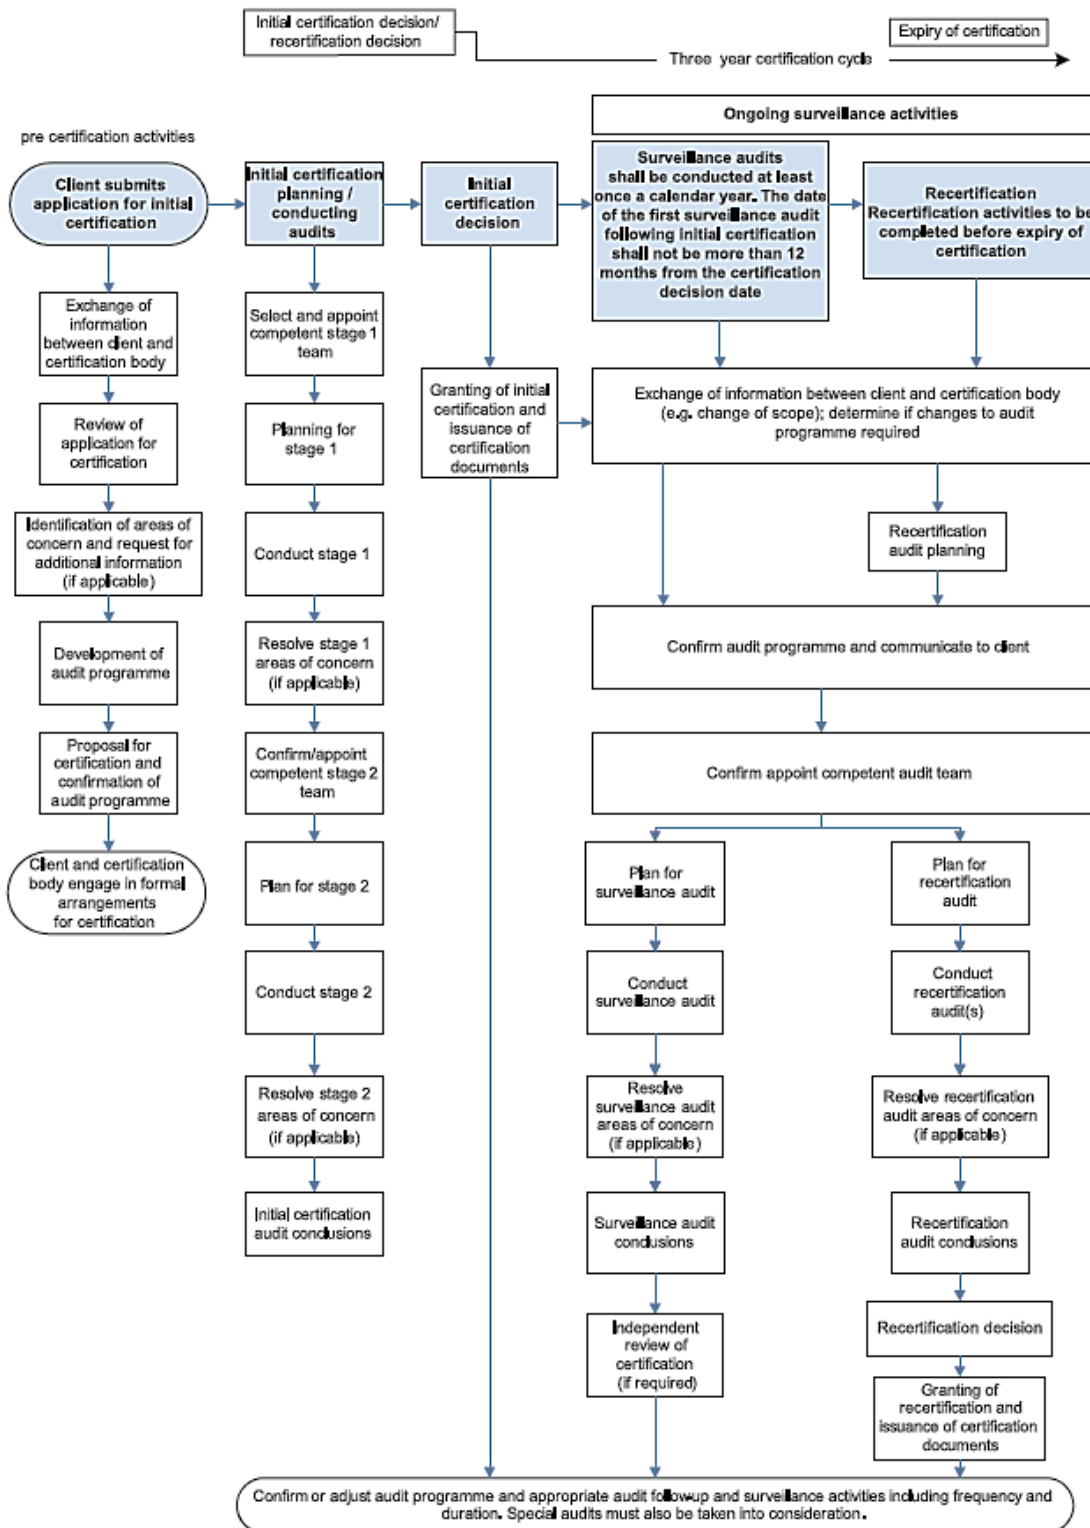 Initial certification decision/
recertification decision
Expiry of certification
Three year certification cycle
Ongoing surveillance activities
pre certification activities
Client submits
application for initial
certification
Initial certification
planning /
conducting
audits
Initial
certification
decision
Surveillance audits
shall be conducted at least
once a calendar year. The date
of the first surveillance audit
following initial certification
shall not be more than 12
months from the certification
decision date
Recertification
Recertification activities to be
completed before expiry of
certification
Exchange of
information
between client and
certification body
Review of
application for
certification
Identification of areas of
concern and request for
additional information
(if applicable)
Development of
audit programme
Proposal for
certification and
confirmation of
audit programme
Client and certification
body engage in formal
arrangements
for certification
Select and appoint
competent stage 1
team
Planning for
stage 1
Conduct stage 1
Resolve stage 1
areas of concern
(if applicable)
Confirm/appoint
competent stage 2
team
Plan for stage 2
Conduct stage 2
Resolve stage 2
areas of concern
(if applicable)
Initial certification
audit conclusions
Granting of initial
certification and
issuance of
certification
documents
Exchange of information between client and certification body
(e.g. change of scope); determine if changes to audit
programme required
Recertification
audit planning
Confirm audit programme and communicate to client
Confirm appoint competent audit team
Plan for
surveillance audit
Conduct
surveillance audit
Resolve
surveillance audit
areas of concern
(if applicable)
Surveillance audit
conclusions
Independent
review of
certification
(if required)
Plan for
recertification
audit
Conduct
recertification
audit(s)
Resolve recertification
audit areas of concern
(if applicable)
Recertification
audit conclusions
Recertification decision
Granting of
recertification and
issuance of certification
documents
Confirm or adjust audit programme and appropriate audit follow-up and surveillance activities including frequency and
duration. Special audits must also be taken into consideration.